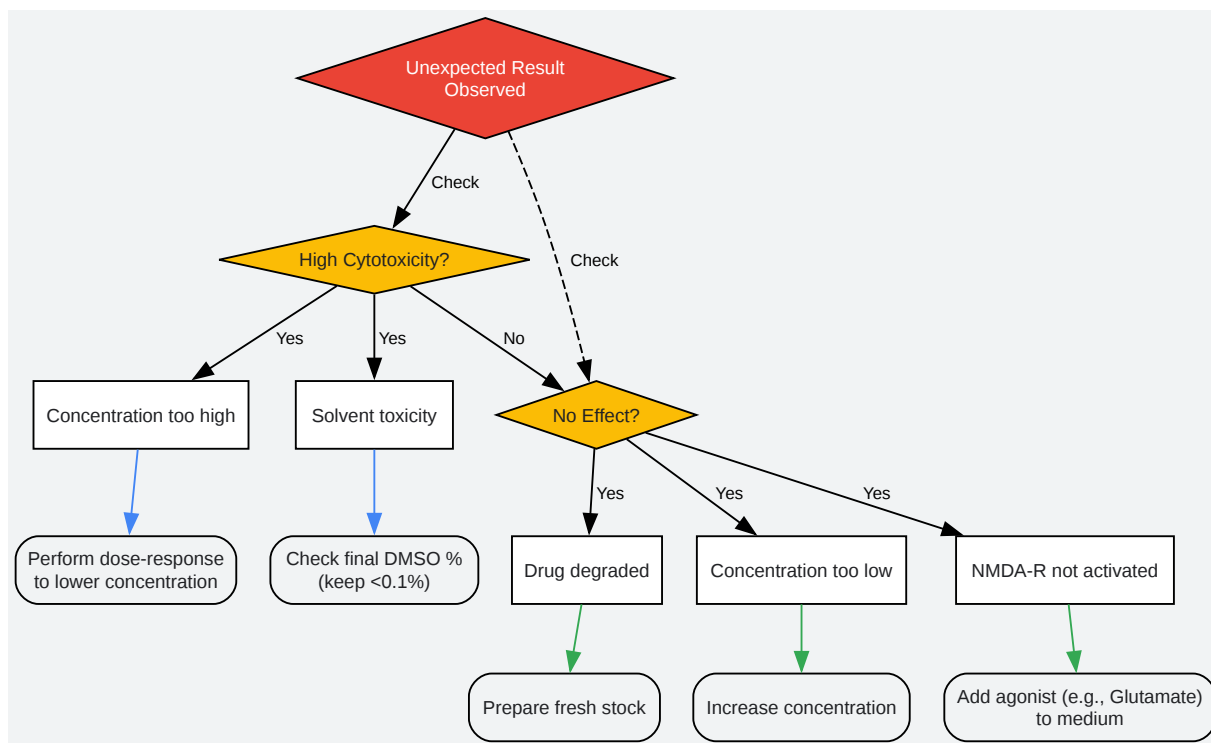 Unexpected Result
Observed
Check
High Cytotoxicity?
Check
Yes
Yes
No
Concentration too high
Solvent toxicity
No Effect?
Yes
Yes
Yes
Perform dose-response
to lower concentration
Check final DMSO %
(keep <0.1%)
Drug degraded
Concentration too low
NMDA-R not activated
Prepare fresh stock
Increase concentration
Add agonist (e.g., Glutamate)
to medium